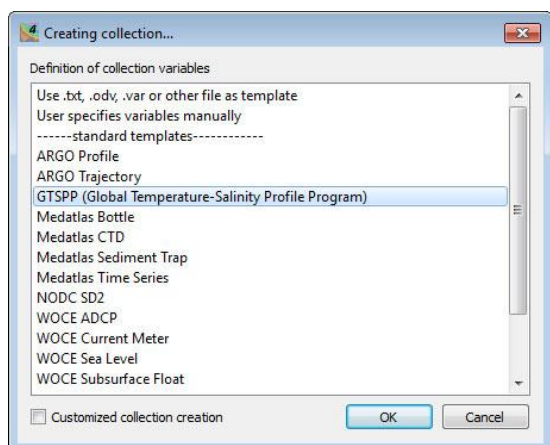 4 Creating collection...
Definition of collection variables
Use .txt, .odv, .var or other file as template
User specifies variables manually
------standard templates------------
ARGO Profile
ARGO Trajectory
GTSPP (Global Temperature-Salinity Profile Program)
Medatlas Bottle
Medatlas CTD
Medatlas Sediment Trap
Medatlas Time Series
NODC SD2
WOCE ADCP
WOCE Current Meter
WOCE Sea Level
WOCE Subsurface Float
Customized collection creation OK Cancel